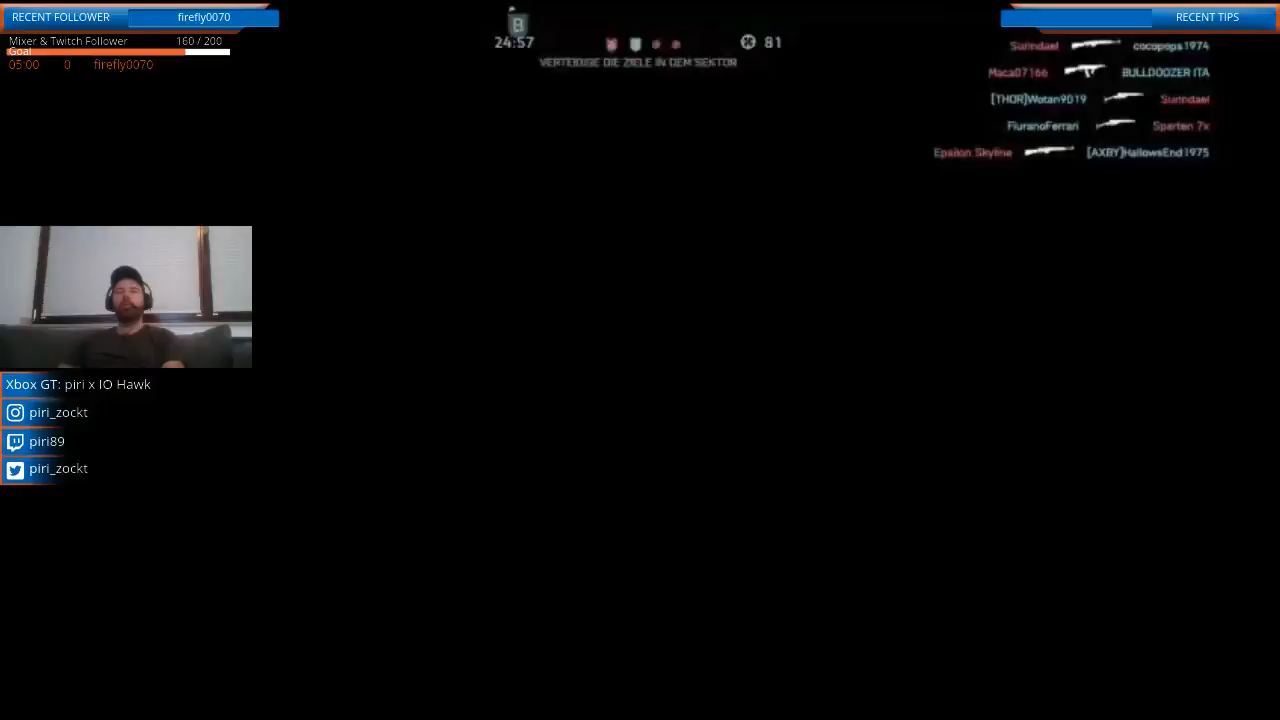 RECENT FOLLOWER firefly0070
Mixer & Twitch Follower 160 / 200
Goal
05:00 0 firefly0070
B
24:57 81
VERTEIDIGE DIE ZIELE IN DEM SEKTOR
RECENT TIPS
Surindael cocopops1974
Maca07166 BULLDOOZER ITA
[THOR]Wotan9019 Surindael
FiuranoFerrari Sparten 7x
Epsilon Skyline [AXBY]HallowsEnd1975
Xbox GT: piri x IO Hawk
piri_zockt
piri89
piri_zockt